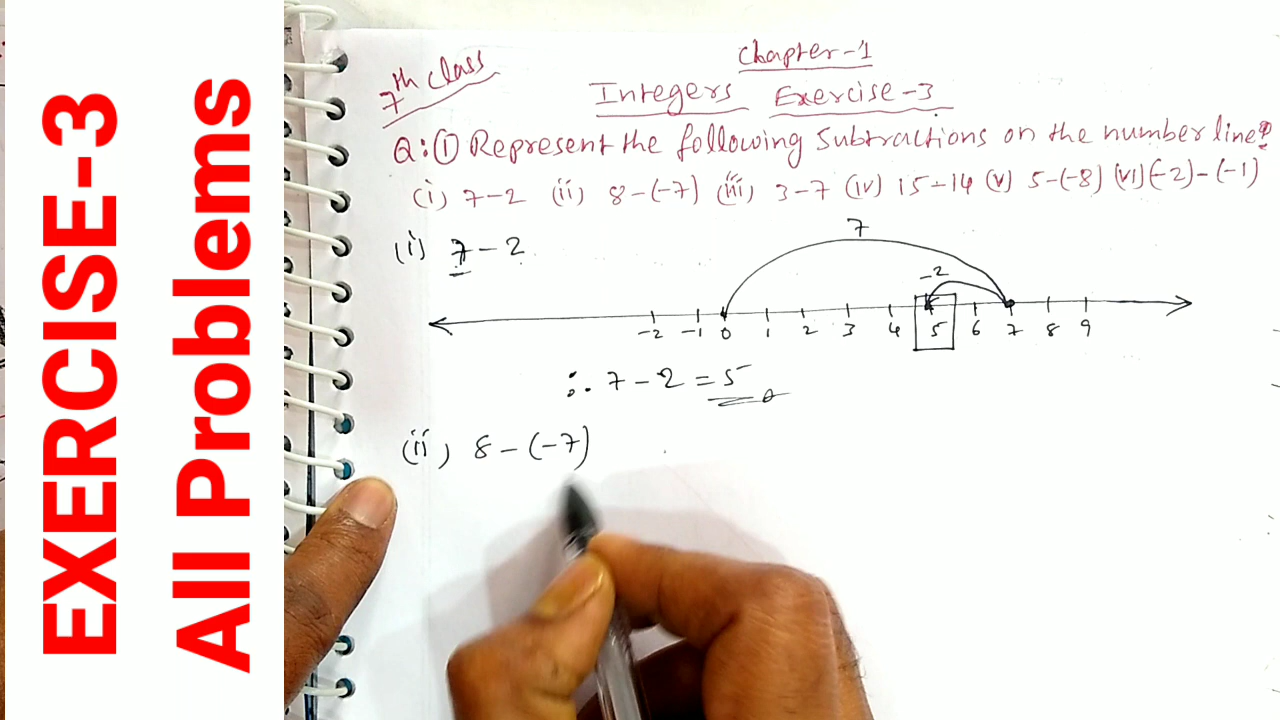 EXERCISE-3
All Problems
7th class
Chapter-1
Integers Exercise-3
Q:① Represent the following Subtractions on the number line?
(i) 7-2 (ii) 8-(-7) (iii) 3-7 (iv) 15-14 (v) 5-(-8) (vi) (-2)-(-1)
(i) 7-2
7
-2
-2 -1 0 1 2 3 4 5 6 7 8 9
∴ 7-2=5
(ii) 8-(-7)